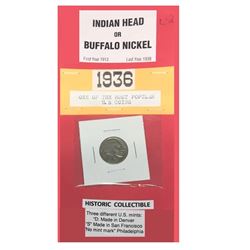 INDIAN HEAD
OR
BUFFALO NICKEL
First Year 1913 Last Year 1938
1936
ONE OF THE MOST POPULAR
U.S COINS
HISTORIC COLLECTIBLE
Three different U.S. mints:
"D: Made in Denver
"S" Made in San Francisco
"No mint mark" Philadelphia